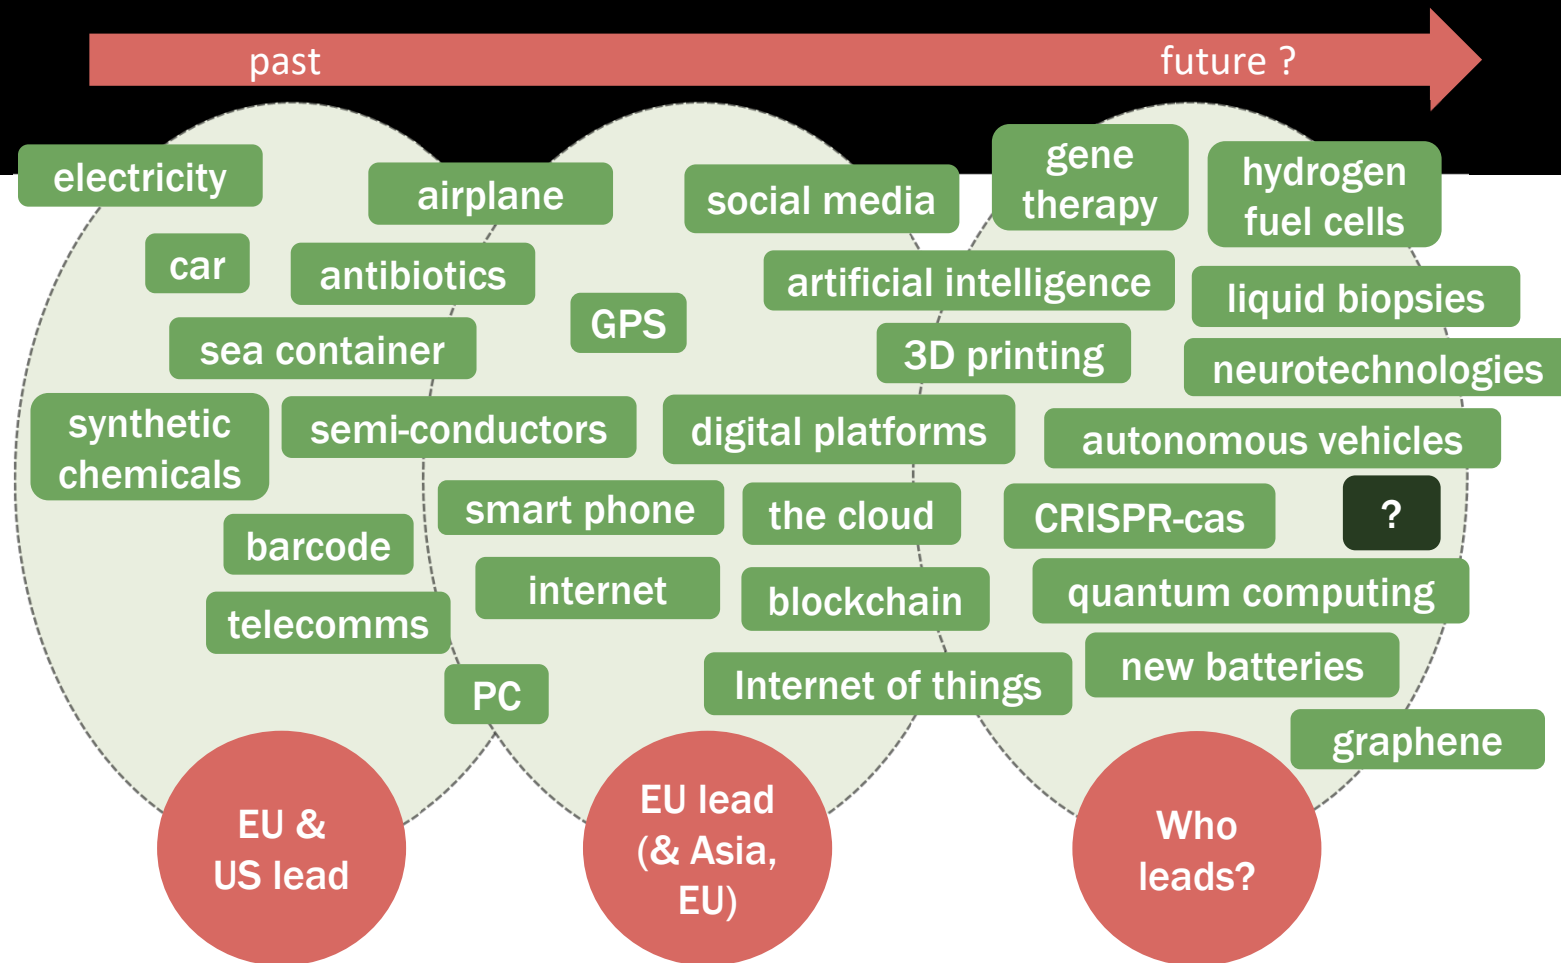 past
future ?
electricity
car
airplane
antibiotics
sea container
synthetic
chemicals
semi-conductors
barcode
telecomms
PC
GPS
social media
artificial intelligence
3D printing
digital platforms
smart phone
the cloud
internet
blockchain
Internet of things
gene
therapy
hydrogen
fuel cells
liquid biopsies
neurotechnologies
autonomous vehicles
CRISPR-cas
?
quantum computing
new batteries
graphene
EU &
US lead
EU lead
(& Asia,
EU)
Who
leads?